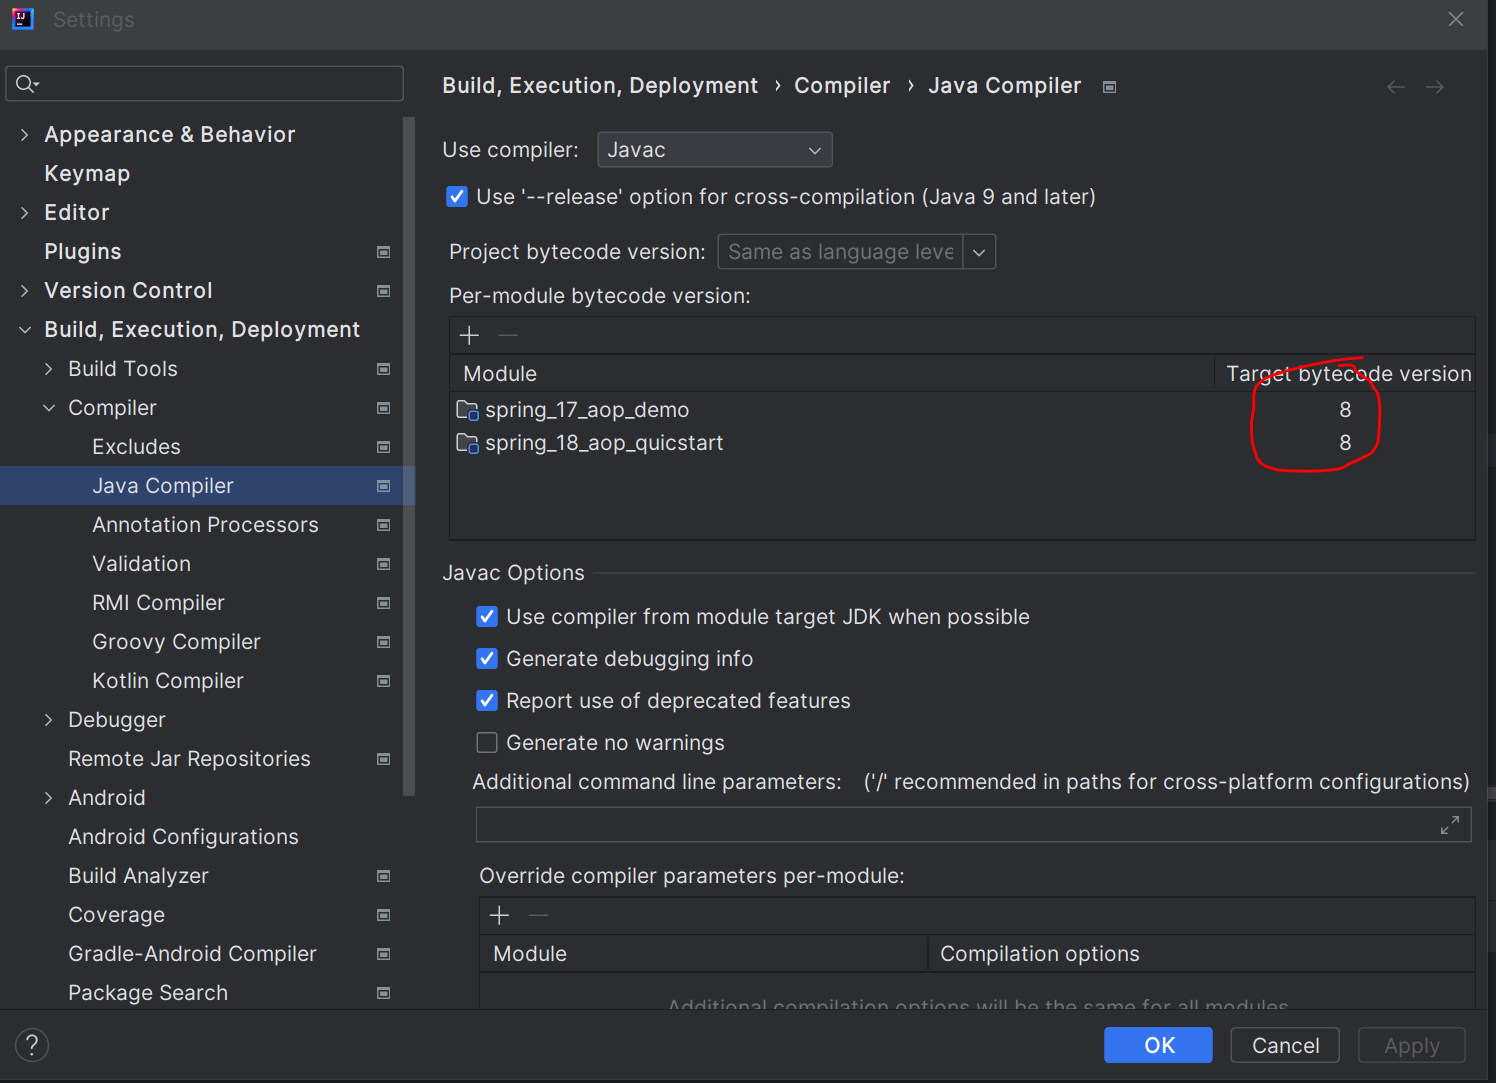 Settings
Build, Execution, Deployment › Compiler › Java Compiler
Appearance & Behavior
Keymap
Editor
Plugins
Version Control
Build, Execution, Deployment
Build Tools
Compiler
Excludes
Java Compiler
Annotation Processors
Validation
RMI Compiler
Groovy Compiler
Kotlin Compiler
Debugger
Remote Jar Repositories
Android
Android Configurations
Build Analyzer
Coverage
Gradle-Android Compiler
Package Search
Use compiler: Javac
Use '--release' option for cross-compilation (Java 9 and later)
Project bytecode version: Same as language leve
Per-module bytecode version:
Module Target bytecode version
spring_17_aop_demo 8
spring_18_aop_quicstart 8
Javac Options
Use compiler from module target JDK when possible
Generate debugging info
Report use of deprecated features
Generate no warnings
Additional command line parameters: ('/' recommended in paths for cross-platform configurations)
Override compiler parameters per-module:
Module Compilation options
Additional compilation options will be the same for all modules
? OK Cancel Apply